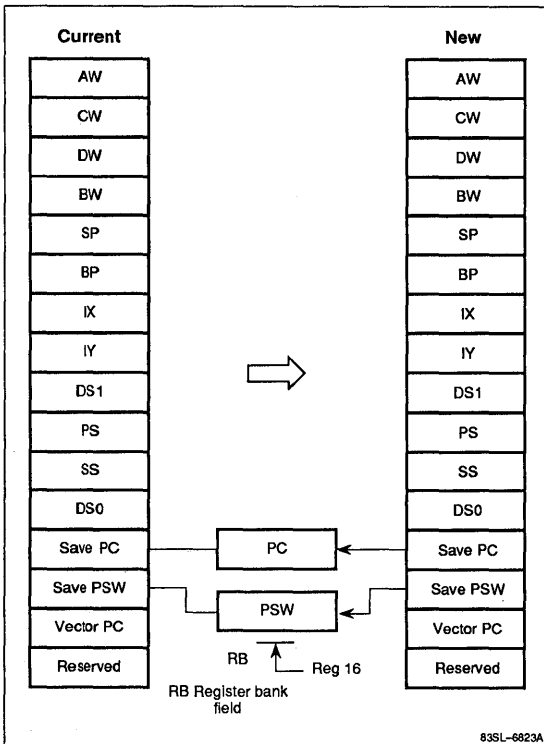 Current
New
AW
AW
CW
CW
DW
DW
BW
BW
SP
SP
BP
BP
IX
IX
IY
IY
DS1
DS1
PS
PS
SS
SS
DS0
DS0
Save PC
PC
Save PC
Save PSW
PSW
Save PSW
Vector PC
Vector PC
RB
Reg 16
Reserved
Reserved
RB Register bank
field
83SL-6823A